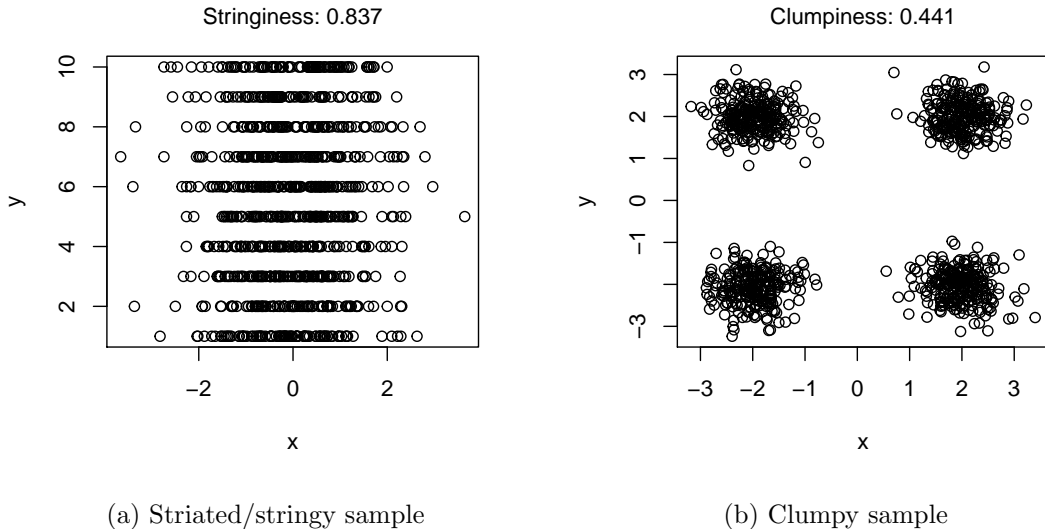 Stringiness: 0.837
10
8
6
4
2
y
−2 0 2
x
(a) Striated/stringy sample
Clumpiness: 0.441
3
2
1
0
−1
−3
y
−3 −2 −1 0 1 2 3
x
(b) Clumpy sample